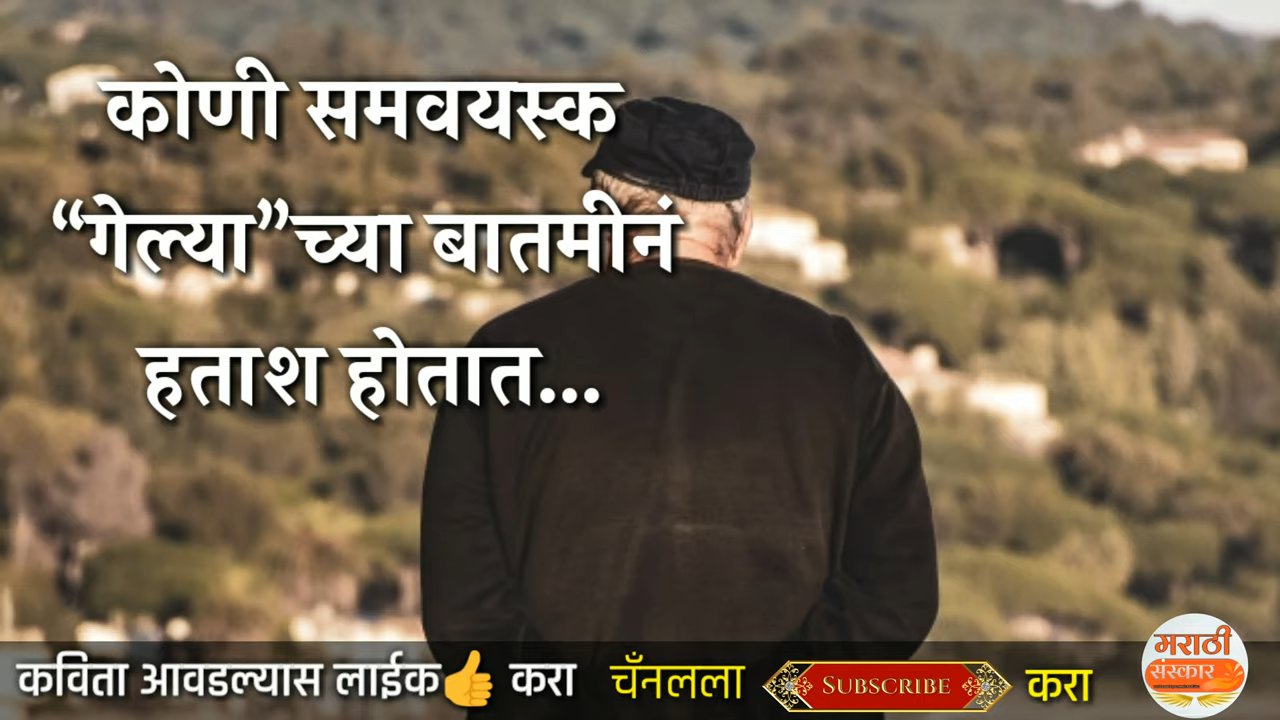 कोणी समवयस्क
“गेल्या”च्या बातमीनं
हताश होतात...
कविता आवडल्यास लाईक👍 करा चँनलला SUBSCRIBE करा
मराठी
संस्कार